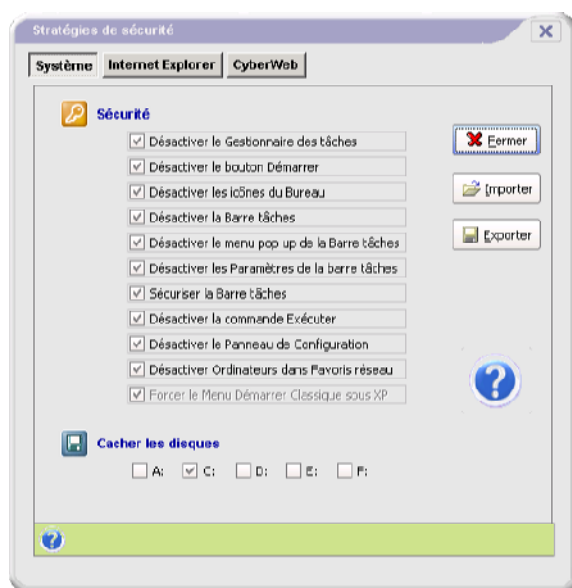 Stratégies de sécurité
Système Internet Explorer CyberWeb
Sécurité
Désactiver le Gestionnaire des tâches
Fermer
Désactiver le bouton Démarrer
Désactiver les icônes du Bureau
Importer
Désactiver la Barre tâches
Désactiver le menu pop up de la Barre tâches
Exporter
Désactiver les Paramètres de la barre tâches
Sécuriser la Barre tâches
Désactiver la commande Exécuter
Désactiver le Panneau de Configuration
Désactiver Ordinateurs dans Favoris réseau
Forcer le Menu Démarrer Classique sous XP
Cacher les disques
A: C: D: E: F: